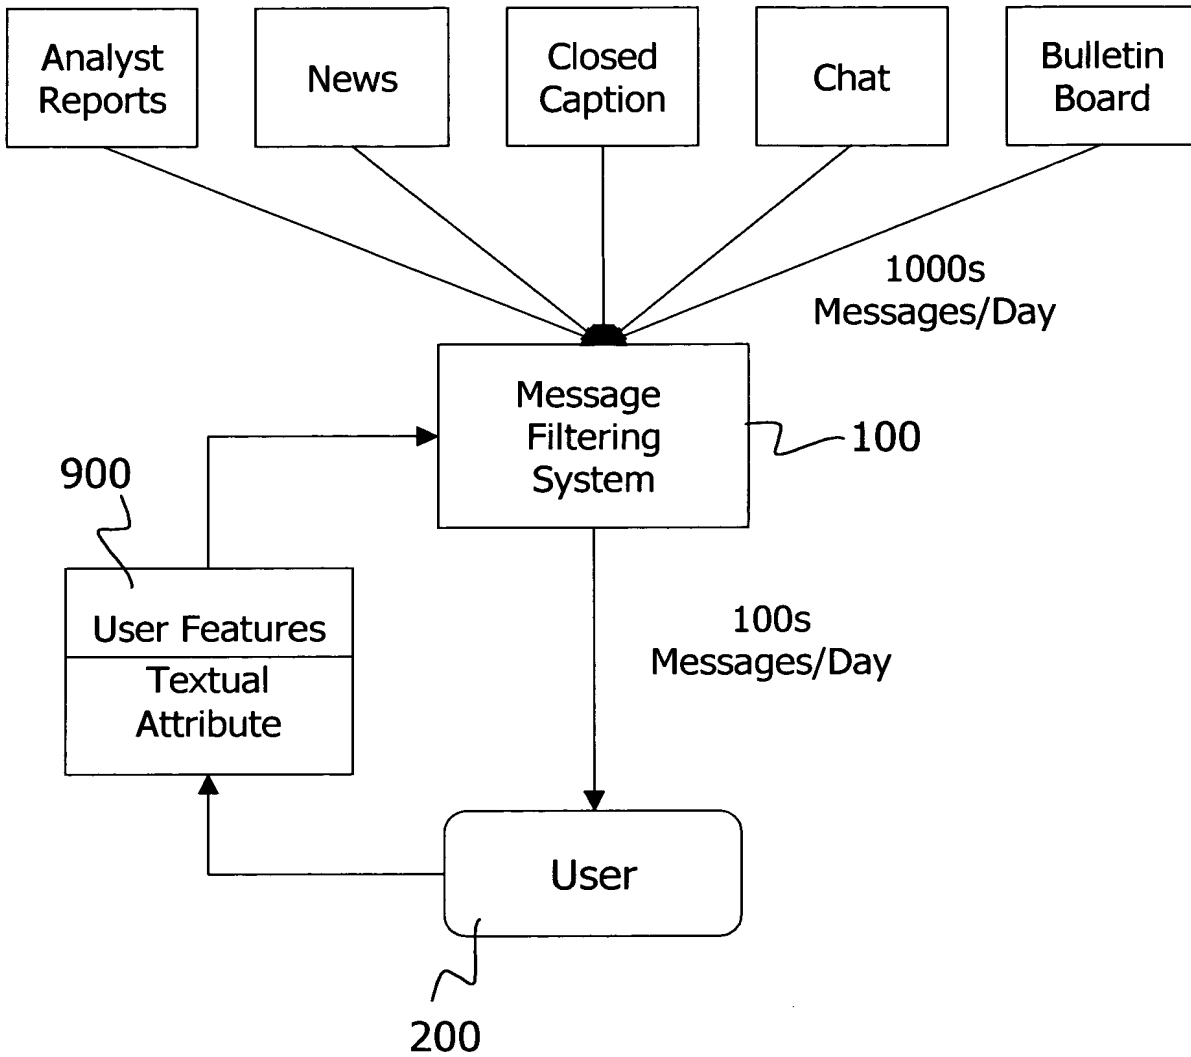 Analyst
Reports
News
Closed
Caption
Chat
Bulletin
Board
1000s
Messages/Day
Message
Filtering
System
100
900
User Features
Textual
Attribute
100s
Messages/Day
User
200